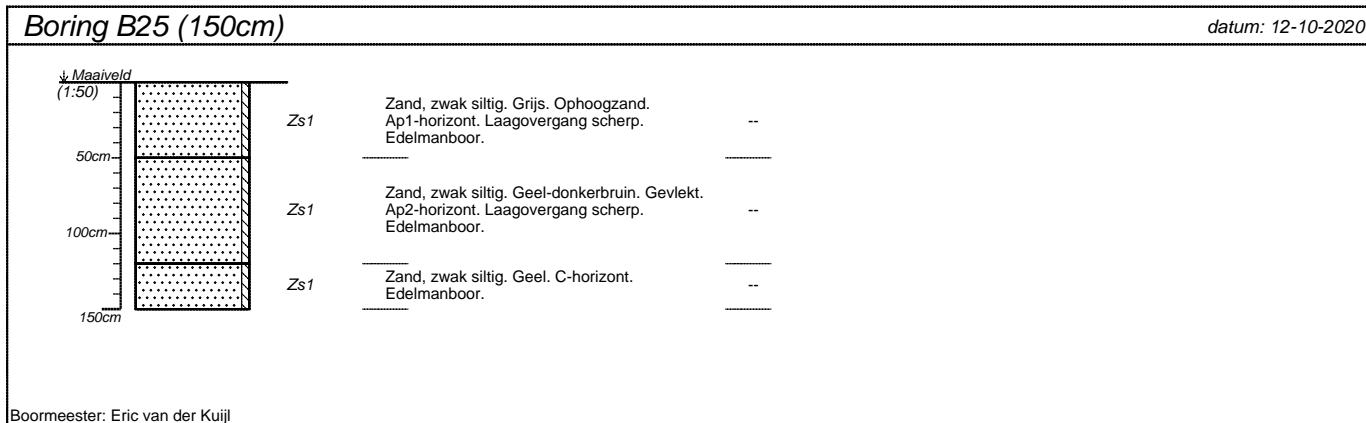 Boring B25 (150cm)
datum: 12-10-2020
Maaiveld
(1:50)
Zs1
Zand, zwak siltig. Grijs. Ophoogzand.
Ap1-horizont. Laagovergang scherp.
Edelmanboor.
--
50cm
Zs1
Zand, zwak siltig. Geel-donkerbruin. Gevlekt.
Ap2-horizont. Laagovergang scherp.
Edelmanboor.
--
100cm
Zs1
Zand, zwak siltig. Geel. C-horizont.
Edelmanboor.
--
150cm
Boormeester: Eric van der Kuijl